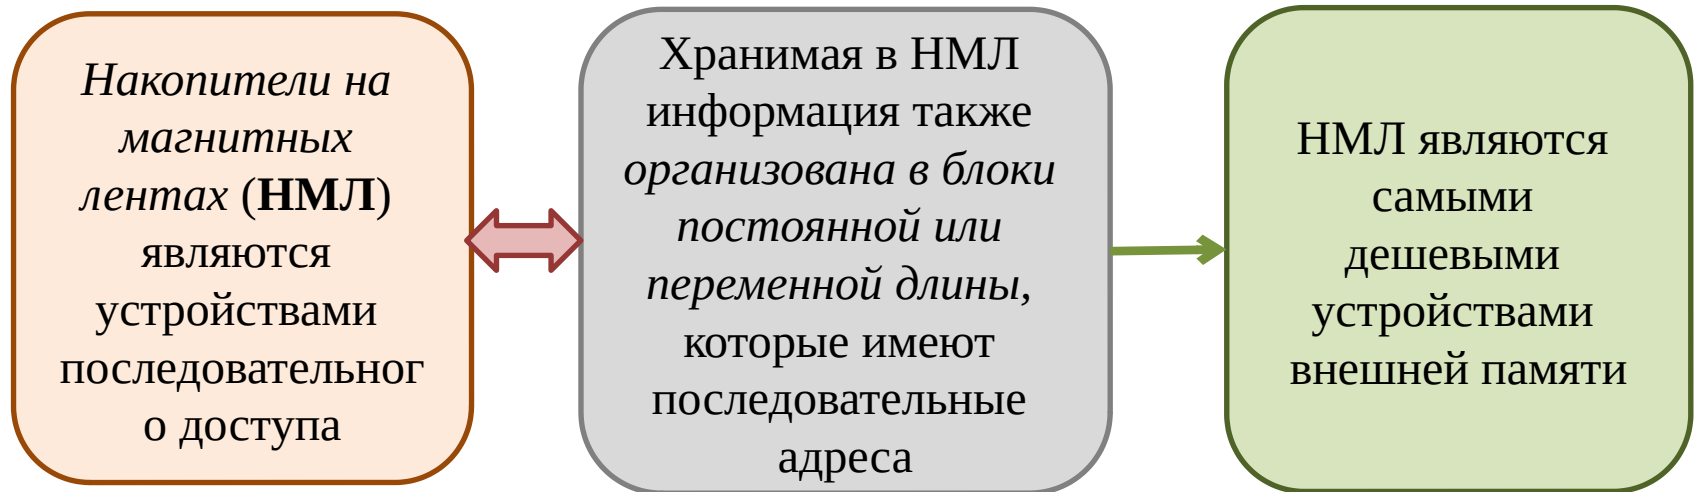 Накопители на
магнитных
лентах (НМЛ)
являются
устройствами
последовательног
о доступа
Хранимая в НМЛ
информация также
организована в блоки
постоянной или
переменной длины,
которые имеют
последовательные
адреса
НМЛ являются
самыми
дешевыми
устройствами
внешней памяти